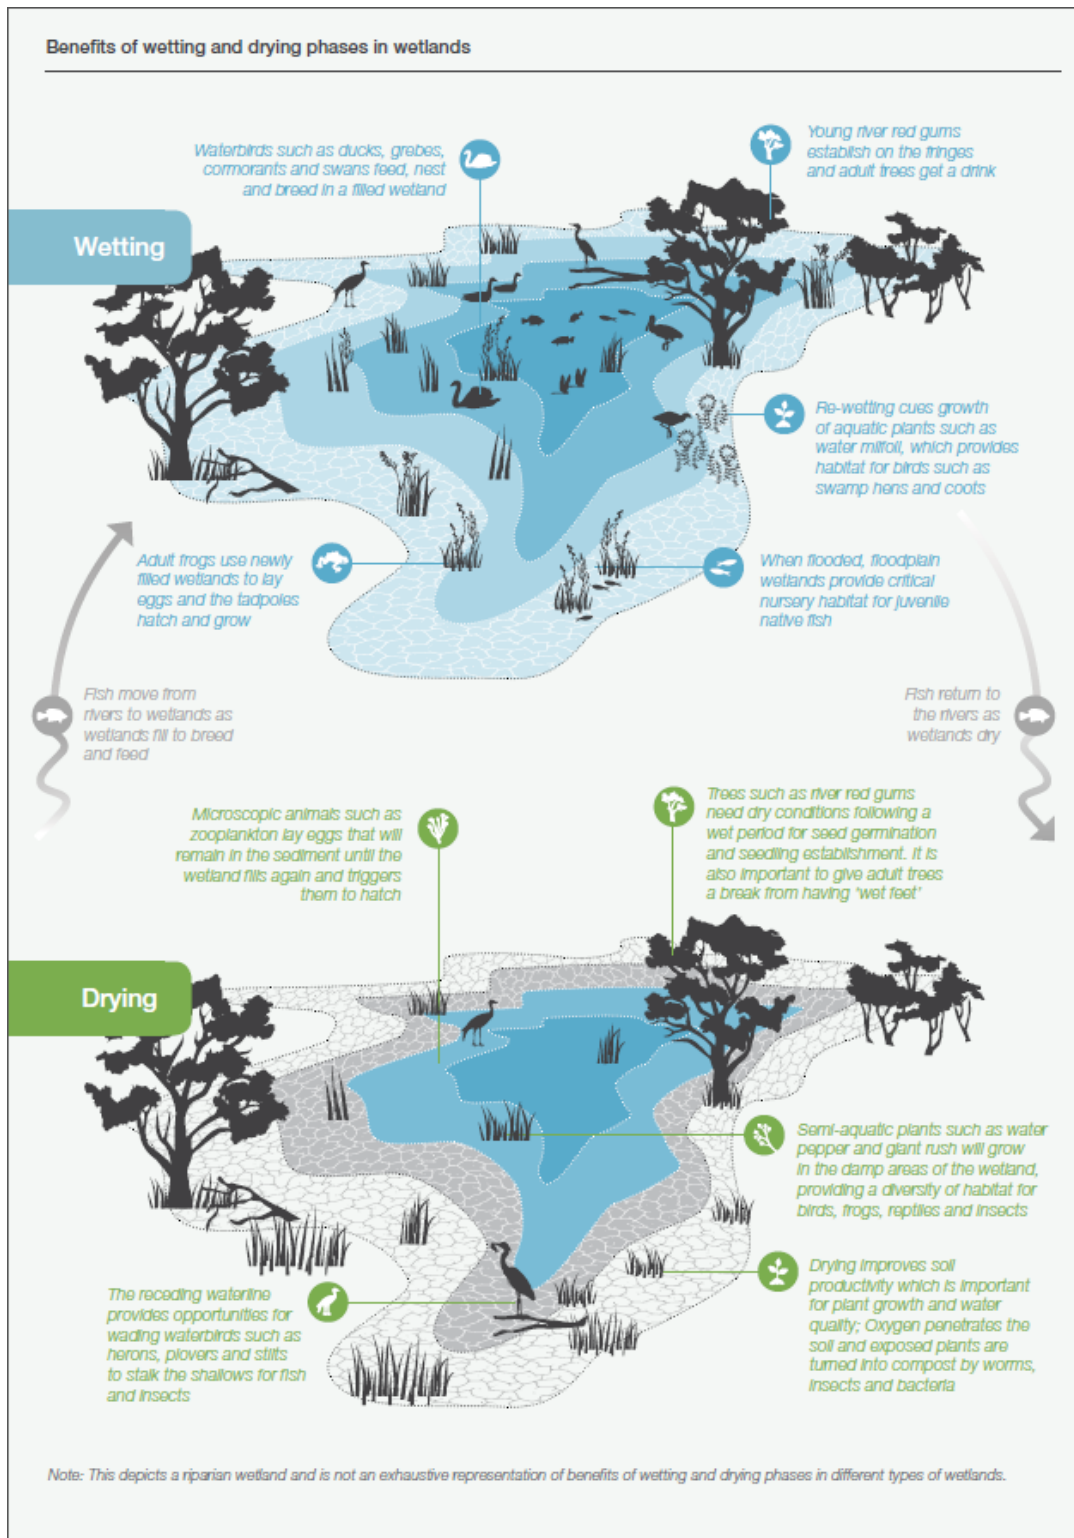 Benefits of wetting and drying phases in wetlands
Waterbirds such as ducks, grebes,
cormorants and swans feed, nest
and breed in a filled wetland
Young river red gums
establish on the fringes
and adult trees get a drink
Wetting
Re-wetting cues growth
of aquatic plants such as
water milfoil, which provides
habitat for birds such as
swamp hens and coots
Adult frogs use newly
filled wetlands to lay
eggs and the tadpoles
hatch and grow
When flooded, floodplain
wetlands provide critical
nursery habitat for juvenile
native fish
Fish move from
rivers to wetlands as
wetlands fill to breed
and feed
Fish return to
the rivers as
wetlands dry
Microscopic animals such as
zooplankton lay eggs that will
remain in the sediment until the
wetland fills again and triggers
them to hatch
Trees such as river red gums
need dry conditions following a
wet period for seed germination
and seedling establishment. It is
also important to give adult trees
a break from having ‘wet feet’
Drying
Semi-aquatic plants such as water
pepper and giant rush will grow
in the damp areas of the wetland,
providing a diversity of habitat for
birds, frogs, reptiles and insects
The receding waterline
provides opportunities for
wading waterbirds such as
herons, plovers and stilts
to stalk the shallows for fish
and insects
Drying improves soil
productivity which is important
for plant growth and water
quality; Oxygen penetrates the
soil and exposed plants are
turned into compost by worms,
insects and bacteria
Note: This depicts a riparian wetland and is not an exhaustive representation of benefits of wetting and drying phases in different types of wetlands.